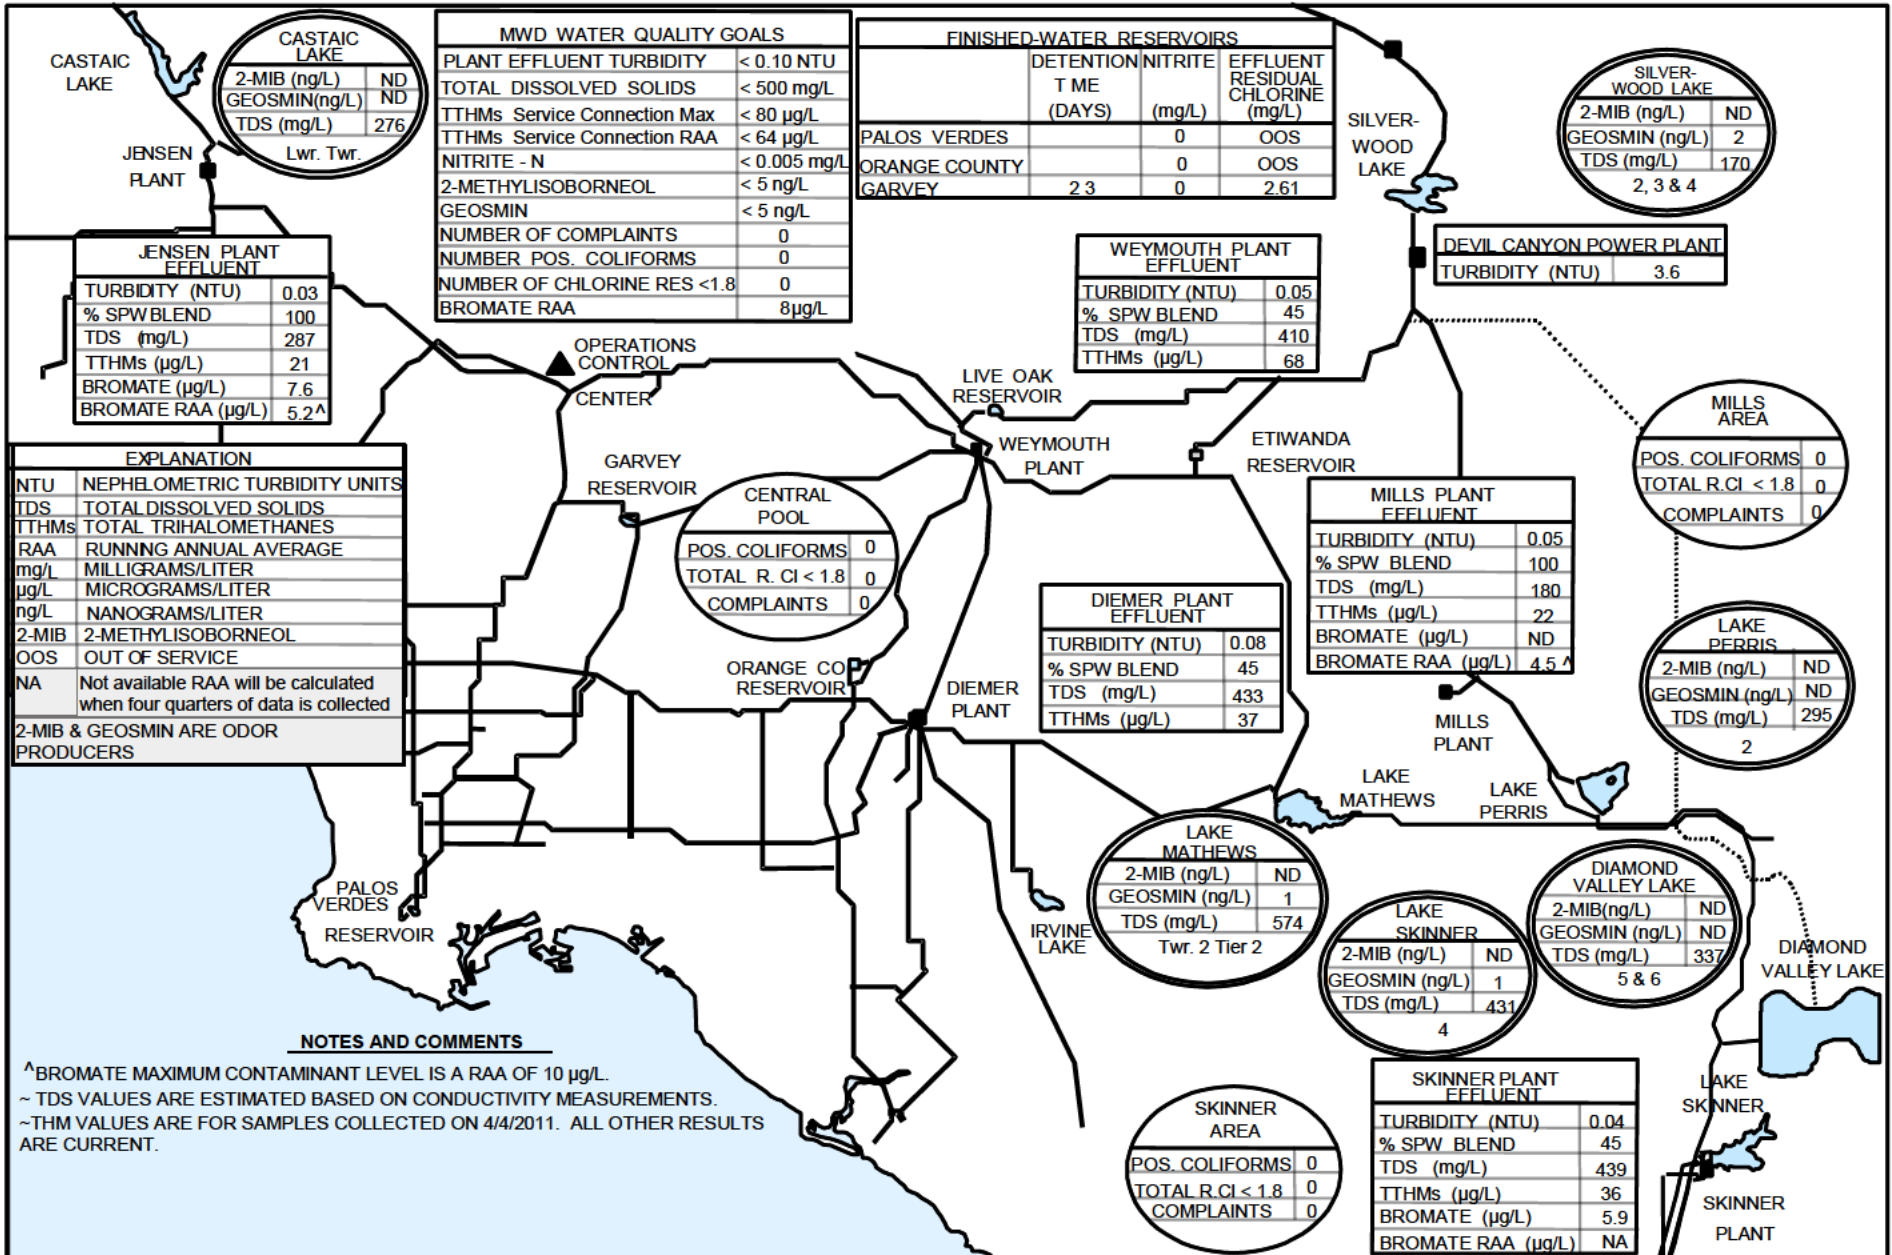 CASTAIC
LAKE
CASTAIC
LAKE
2-MIB (ng/L) ND
GEOSMIN(ng/L) ND
TDS (mg/L) 276
Lwr. Twr.
JENSEN
PLANT
MWD WATER QUALITY GOALS
PLANT EFFLUENT TURBIDITY < 0.10 NTU
TOTAL DISSOLVED SOLIDS < 500 mg/L
TTHMs Service Connection Max < 80 µg/L
TTHMs Service Connection RAA < 64 µg/L
NITRITE - N < 0.005 mg/L
2-METHYLISOBORNEOL < 5 ng/L
GEOSMIN < 5 ng/L
NUMBER OF COMPLAINTS 0
NUMBER POS. COLIFORMS 0
NUMBER OF CHLORINE RES <1.8 0
BROMATE RAA 8µg/L
FINISHED-WATER RESERVOIRS
DETENTION NITRITE EFFLUENT
RESIDUAL
T ME CHLORINE
(DAYS) (mg/L) (mg/L)
PALOS VERDES 0 OOS
ORANGE COUNTY 0 OOS
GARVEY 2 3 0 2.61
SILVER-
WOOD
LAKE
SILVER-
WOOD LAKE
2-MIB (ng/L) ND
GEOSMIN (ng/L) 2
TDS (mg/L) 170
2, 3 & 4
DEVIL CANYON POWER PLANT
TURBIDITY (NTU) 3.6
JENSEN PLANT
EFFLUENT
TURBIDITY (NTU) 0.03
% SPW BLEND 100
TDS (mg/L) 287
TTHMs (µg/L) 21
BROMATE (µg/L) 7.6
BROMATE RAA (µg/L) 5.2^
WEYMOUTH PLANT
EFFLUENT
TURBIDITY (NTU) 0.05
% SPW BLEND 45
TDS (mg/L) 410
TTHMs (µg/L) 68
OPERATIONS
CONTROL
CENTER
LIVE OAK
RESERVOIR
WEYMOUTH
PLANT
ETIWANDA
RESERVOIR
GARVEY
RESERVOIR
MILLS
AREA
POS. COLIFORMS 0
TOTAL R.CI < 1.8 0
COMPLAINTS 0
EXPLANATION
NTU NEPHELOMETRIC TURBIDITY UNITS
TDS TOTAL DISSOLVED SOLIDS
TTHMs TOTAL TRIHALOMETHANES
RAA RUNNING ANNUAL AVERAGE
mg/L MILLIGRAMS/LITER
µg/L MICROGRAMS/LITER
ng/L NANOGRAMS/LITER
2-MIB 2-METHYLISOBORNEOL
OOS OUT OF SERVICE
NA Not available RAA will be calculated
when four quarters of data is collected
2-MIB & GEOSMIN ARE ODOR
PRODUCERS
CENTRAL
POOL
POS. COLIFORMS 0
TOTAL R. CI < 1.8 0
COMPLAINTS 0
MILLS PLANT
EFFLUENT
TURBIDITY (NTU) 0.05
% SPW BLEND 100
TDS (mg/L) 180
TTHMs (µg/L) 22
BROMATE (µg/L) ND
BROMATE RAA (µg/L) 4.5 ^
DIEMER PLANT
EFFLUENT
TURBIDITY (NTU) 0.08
% SPW BLEND 45
TDS (mg/L) 433
TTHMs (µg/L) 37
LAKE
PERRIS
2-MIB (ng/L) ND
GEOSMIN (ng/L) ND
TDS (mg/L) 295
2
ORANGE CO
RESERVOIR
DIEMER
PLANT
MILLS
PLANT
LAKE
MATHEWS
LAKE
PERRIS
LAKE
MATHEWS
2-MIB (ng/L) ND
GEOSMIN (ng/L) 1
TDS (mg/L) 574
Twr. 2 Tier 2
DIAMOND
VALLEY LAKE
2-MIB(ng/L) ND
GEOSMIN (ng/L) ND
TDS (mg/L) 337
5 & 6
PALOS
VERDES
RESERVOIR
IRVINE
LAKE
LAKE
SKINNER
2-MIB (ng/L) ND
GEOSMIN (ng/L) 1
TDS (mg/L) 431
4
DIAMOND
VALLEY LAKE
NOTES AND COMMENTS
^BROMATE MAXIMUM CONTAMINANT LEVEL IS A RAA OF 10 µg/L.
~ TDS VALUES ARE ESTIMATED BASED ON CONDUCTIVITY MEASUREMENTS.
~THM VALUES ARE FOR SAMPLES COLLECTED ON 4/4/2011. ALL OTHER RESULTS
ARE CURRENT.
SKINNER
AREA
POS. COLIFORMS 0
TOTAL R.CI < 1.8 0
COMPLAINTS 0
SKINNER PLANT
EFFLUENT
TURBIDITY (NTU) 0.04
% SPW BLEND 45
TDS (mg/L) 439
TTHMs (µg/L) 36
BROMATE (µg/L) 5.9
BROMATE RAA (µg/L) NA
LAKE
SKINNER
SKINNER
PLANT